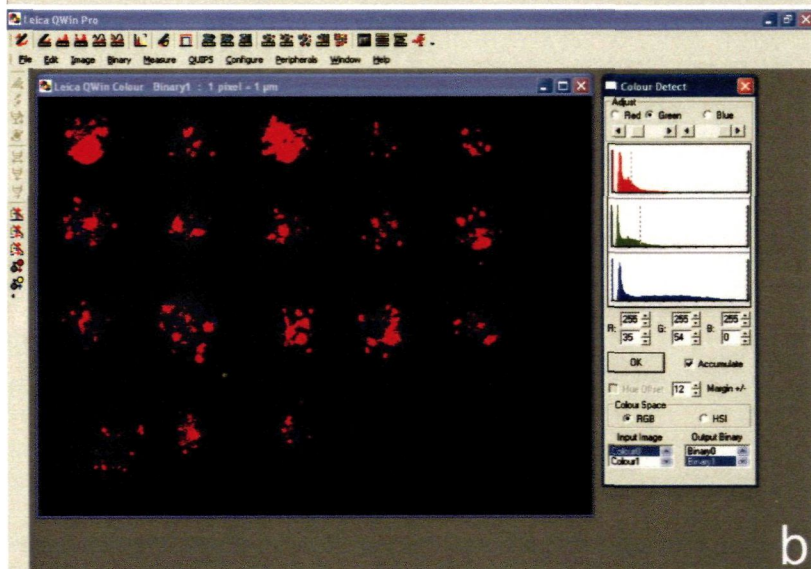 Leica QWin Pro
File Edit Image Binary Measure QUIPS Configure Peripherals Window Help
Leica QWin Colour Binary1 : 1 pixel = 1 µm
Colour Detect
Adjust
Red Green Blue
R: 255 G: 255 B: 255
35 54 0
OK Accumulate
Hue Offset 12 Margin +/-
Colour Space
RGB HSI
Input Image Output Binary
Colour0 Binary0
Colour1 Binary1
b